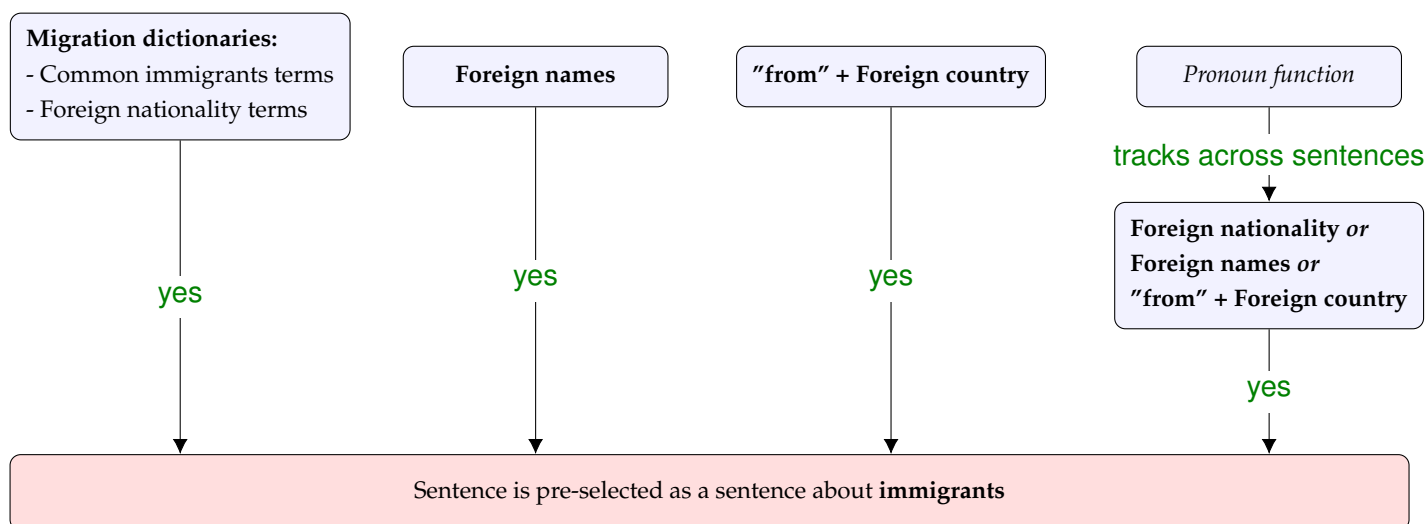 Migration dictionaries:
- Common immigrants terms
- Foreign nationality terms
Foreign names
”from” + Foreign country
Pronoun function
tracks across sentences
Foreign nationality or
Foreign names or
”from” + Foreign country
yes
yes
yes
yes
Sentence is pre-selected as a sentence about immigrants